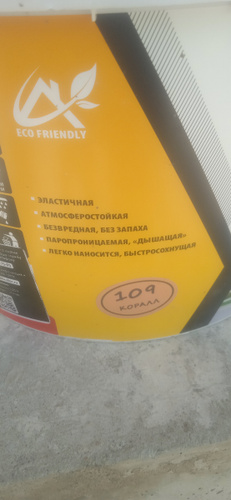 ECO FRIENDLY
• ЭЛАСТИЧНАЯ
• АТМОСФЕРОСТОЙКАЯ
• БЕЗВРЕДНАЯ, БЕЗ ЗАПАХА
• ПАРОПРОНИЦАЕМАЯ, «ДЫШАЩАЯ»
• ЛЕГКО НАНОСИТСЯ, БЫСТРОСОХНУЩАЯ
109
КОРАЛЛ